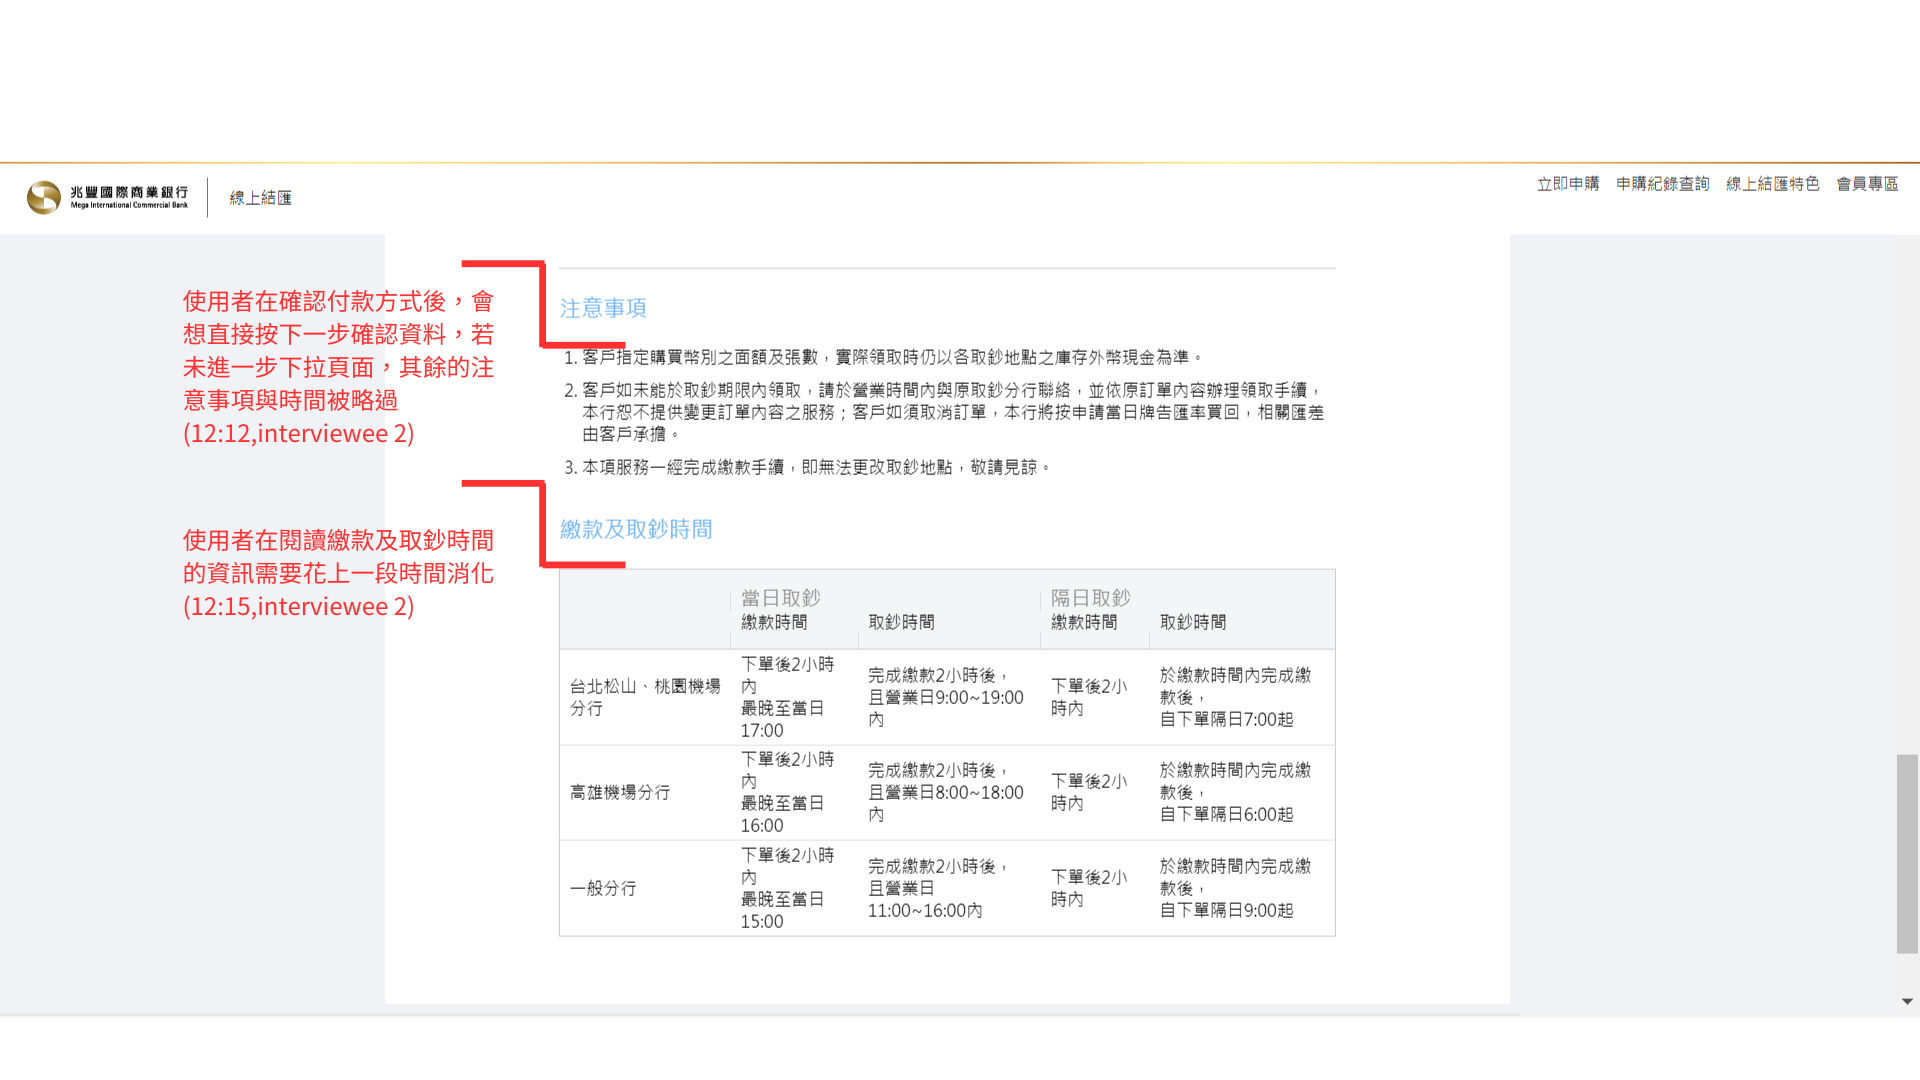 兆豐國際商業銀行
Mega International Commercial Bank
線上結匯
立即申購 申購紀錄查詢 線上結匯特色 會員專區
使用者在確認付款方式後，會
想直接按下一步確認資料，若
未進一步下拉頁面，其餘的注
意事項與時間被略過
(12:12,interviewee 2)
注意事項
1. 客戶指定購買幣別之面額及張數，實際領取時仍以各取鈔地點之庫存外幣現金為準。
2. 客戶如未能於取鈔期限內領取，請於營業時間內與原取鈔分行聯絡，並依原訂單內容辦理領取手續，
本行恕不提供變更訂單內容之服務；客戶如須取消訂單，本行將按申請當日牌告匯率買回，相關匯差
由客戶承擔。
3. 本項服務一經完成繳款手續，即無法更改取鈔地點，敬請見諒。
使用者在閱讀繳款及取鈔時間
的資訊需要花上一段時間消化
(12:15,interviewee 2)
繳款及取鈔時間
當日取鈔 隔日取鈔
繳款時間 取鈔時間 繳款時間 取鈔時間
台北松山、桃園機場
分行
下單後2小時
內
最晚至當日
17:00
完成繳款2小時後，
且營業日9:00~19:00
內
下單後2小
時內
於繳款時間內完成繳
款後，
自下單隔日7:00起
高雄機場分行
下單後2小時
內
最晚至當日
16:00
完成繳款2小時後，
且營業日8:00~18:00
內
下單後2小
時內
於繳款時間內完成繳
款後，
自下單隔日6:00起
一般分行
下單後2小時
內
最晚至當日
15:00
完成繳款2小時後，
且營業日
11:00~16:00內
下單後2小
時內
於繳款時間內完成繳
款後，
自下單隔日9:00起